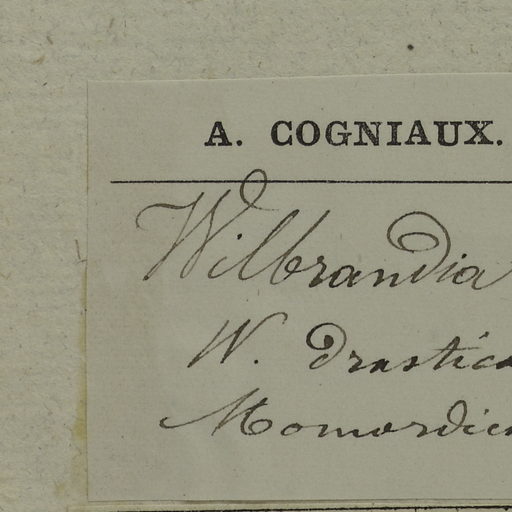 A. COGNIAUX.
Wilbrandia
W. drastica
Momordica